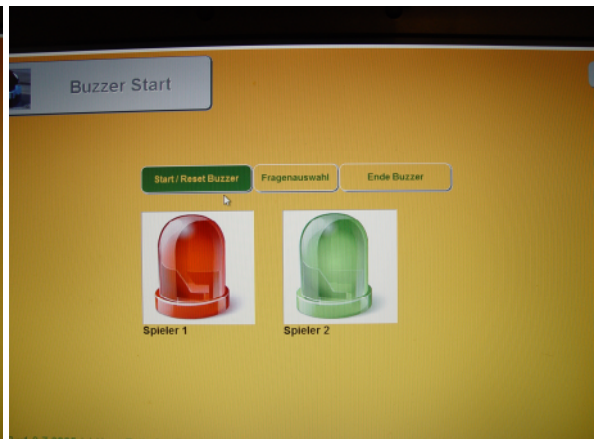 Buzzer Start
Start / Reset Buzzer
Fragenauswahl
Ende Buzzer
Spieler 1
Spieler 2